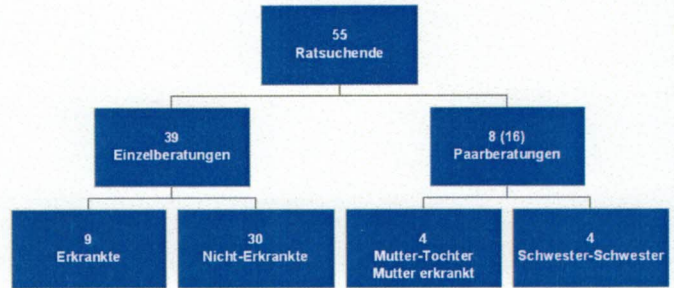 55
Ratsuchende
39
Einzelberatungen
8 (16)
Paarberatungen
9
Erkrankte
30
Nicht-Erkrankte
4
Mutter-Tochter
Mutter erkrankt
4
Schwester-Schwester